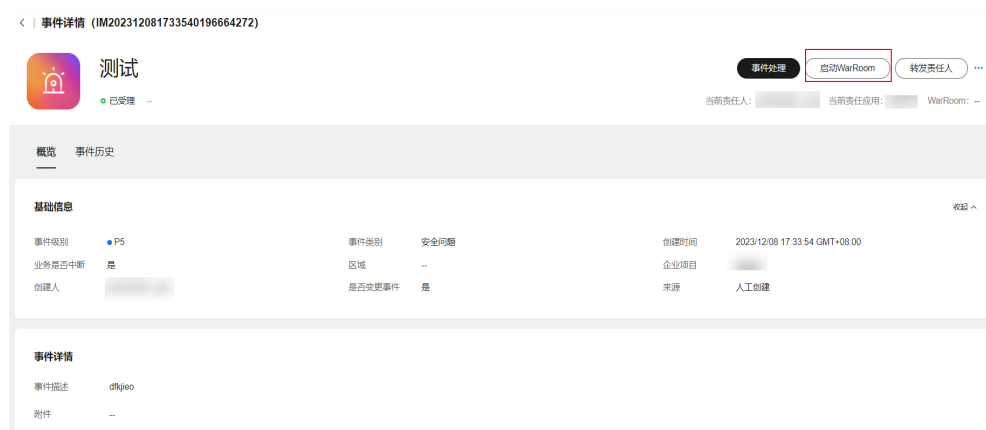 < | 事件详情（IM20231208173354019​6664272）
测试
事件处理 启动WarRoom 转发责任人 ···
已受理 --
当前责任人： 当前责任应用： WarRoom： --
概览 事件历史
基础信息 收起
事件级别 P5 事件类别 安全问题 创建时间 2023/12/08 17:33:54 GMT+08:00
业务是否中断 是 区域 -- 企业项目
创建人 是否变更事件 是 来源 人工创建
事件详情
事件描述 dfkjieo
附件 --